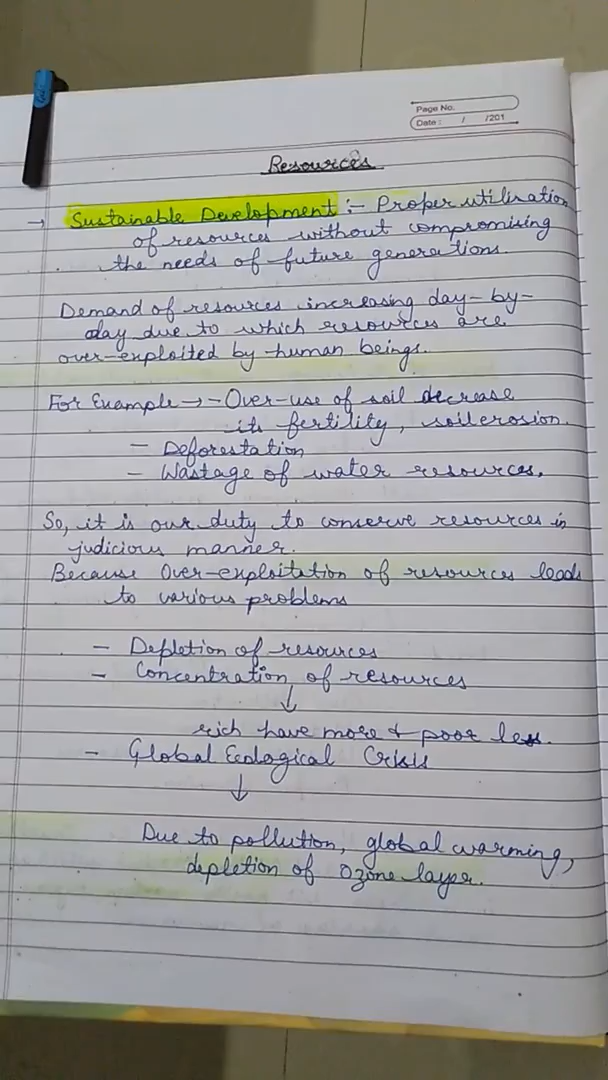 Page No.
Date : / /201
Resources
→ Sustainable Development :- Proper utilisation
of resources without compromising
the needs of future generations.
Demand of resources increasing day-by-
day due to which resources are
over-exploited by human beings.
For Example → - Over-use of soil decrease
its fertility, soil erosion.
- Deforestation
- Wastage of water resources.
So, it is our duty to conserve resources in
judicious manner.
Because Over-exploitation of resources leads
to various problems
- Depletion of resources
- Concentration of resources
↓
rich have more & poor less.
- Global Ecological Crisis
↓
Due to pollution, global warming,
depletion of Ozone layer.